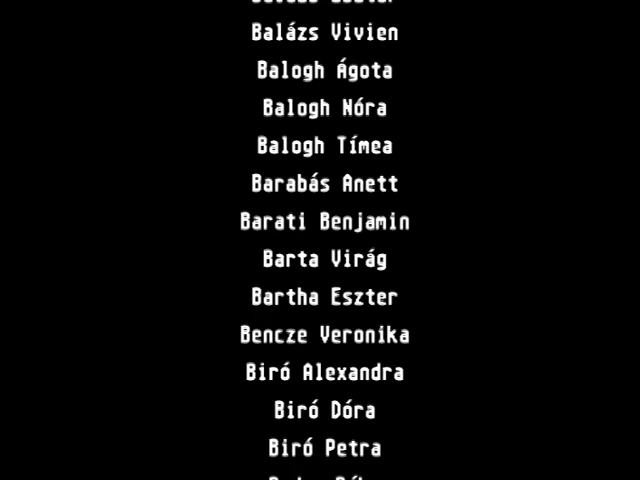 Balázs Vivien
Balogh Ágota
Balogh Nóra
Balogh Tímea
Barabás Anett
Barati Benjamin
Barta Virág
Bartha Eszter
Bencze Veronika
Biró Alexandra
Biró Dóra
Biró Petra